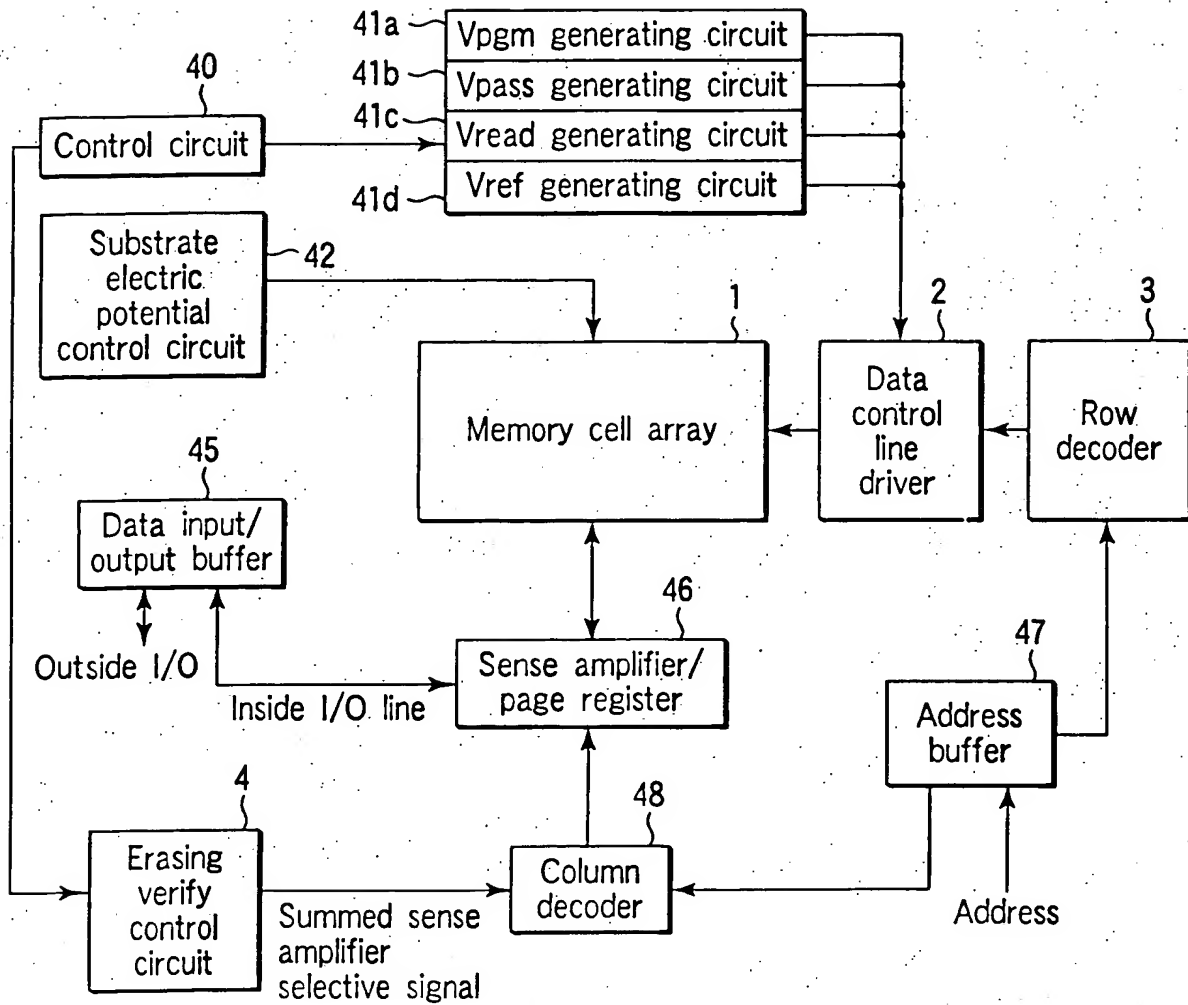 41a
Vpgm generating circuit
41b
Vpass generating circuit
40
41c
Control circuit
Vread generating circuit
41d
Vref generating circuit
Substrate
electric
potential
control circuit
42
1
2
3
Memory cell array
Data
control
line
driver
Row
decoder
45
Data input/
output buffer
Outside I/O
Inside I/O line
46
Sense amplifier/
page register
47
Address
buffer
4
Erasing
verify
control
circuit
Summed sense
amplifier
selective signal
48
Column
decoder
Address